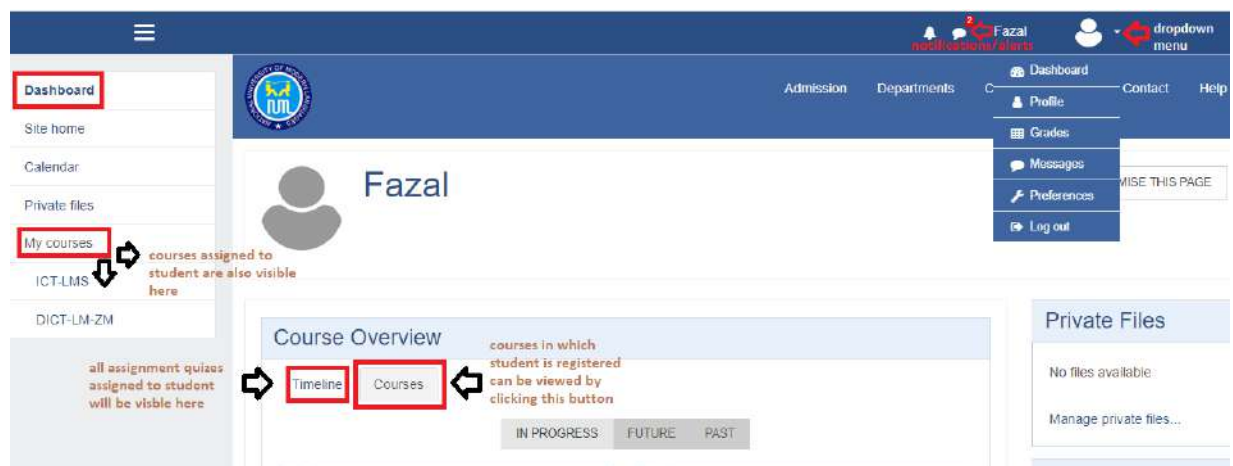 2
Fazal
dropdown
menu
notifications/alerts
Dashboard
Site home
Calendar
Private files
My courses
ICT-LMS
DICT-LM-ZM
courses assigned to
student are also visible
here
NUML
Admission
Departments
C
Contact
Help
Dashboard
Profile
Grades
Messages
Preferences
Log out
Fazal
MISE THIS PAGE
Course Overview
Timeline
Courses
all assignment quizes
assigned to student
will be visble here
courses in which
student is registered
can be viewed by
clicking this button
IN PROGRESS
FUTURE
PAST
Private Files
No files available
Manage private files...